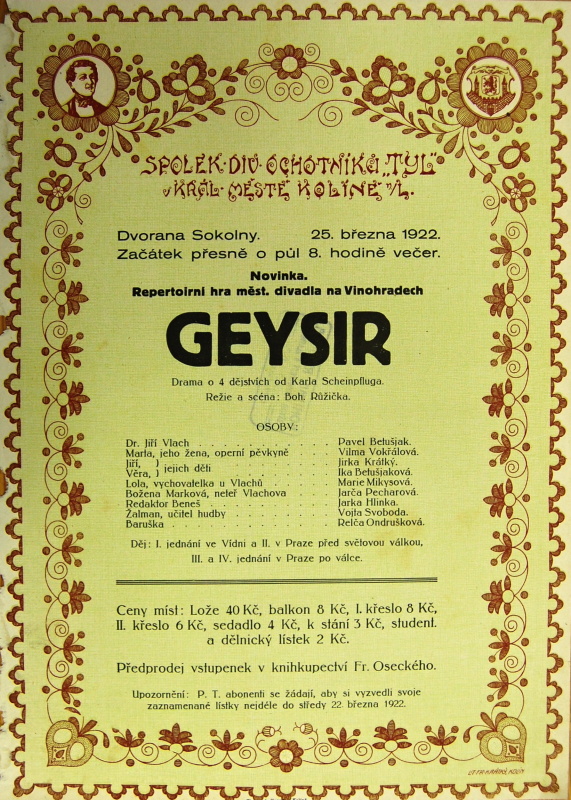 SPOLEK DIV. OCHOTNÍKŮ „TYL“
V KRÁL. MĚSTĚ KOLÍNĚ n/L.
Dvorana Sokolny. 25. března 1922.
Začátek přesně o půl 8. hodině večer.
Novinka.
Repertoirní hra měst. divadla na Vinohradech
GEYSIR
Drama o 4 dějstvích od Karla Scheinpfluga.
Režie a scéna: Boh. Růžička.
OSOBY:
Dr. Jiří Vlach . . . . . . . . . . . . Pavel Belušjak.
Marta, jeho žena, operní pěvkyně . . . . Vilma Vokřálová.
Jiří, } jejich děti . . . . . . . . . . Jirka Krátký.
Věra, } Ika Belušjaková.
Lola, vychovatelka u Vlachů . . . . . . Marie Mikysová.
Božena Marková, neteř Vlachova . . . . Jarča Pecharová.
Redaktor Beneš . . . . . . . . . . . Jarka Hlinka.
Žalman, učitel hudby . . . . . . . . . Vojta Svoboda.
Baruška . . . . . . . . . . . . . . Relča Ondrušková.
Děj: I. jednání ve Vídni a II. v Praze před světovou válkou,
III. a IV. jednání v Praze po válce.
Ceny míst: Lože 40 Kč, balkon 8 Kč, I. křeslo 8 Kč,
II. křeslo 6 Kč, sedadlo 4 Kč, k stání 3 Kč, student.
a dělnický lístek 2 Kč.
Předprodej vstupenek v knihkupectví Fr. Oseckého.
Upozornění: P. T. abonenti se žádají, aby si vyzvedli svoje
zaznamenané lístky nejdéle do středy 22. března 1922.